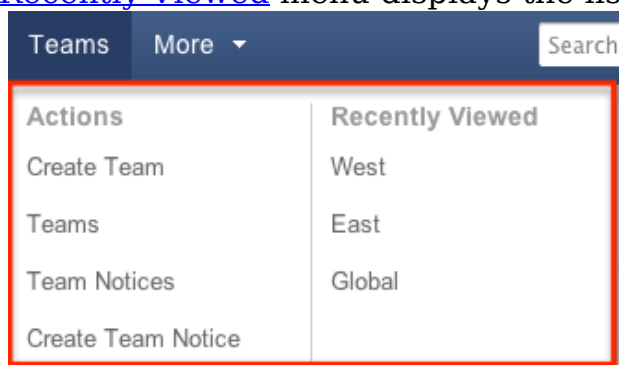 Recently Viewed menu displays the lis
Teams More Search
Actions
Create Team
Teams
Team Notices
Create Team Notice
Recently Viewed
West
East
Global